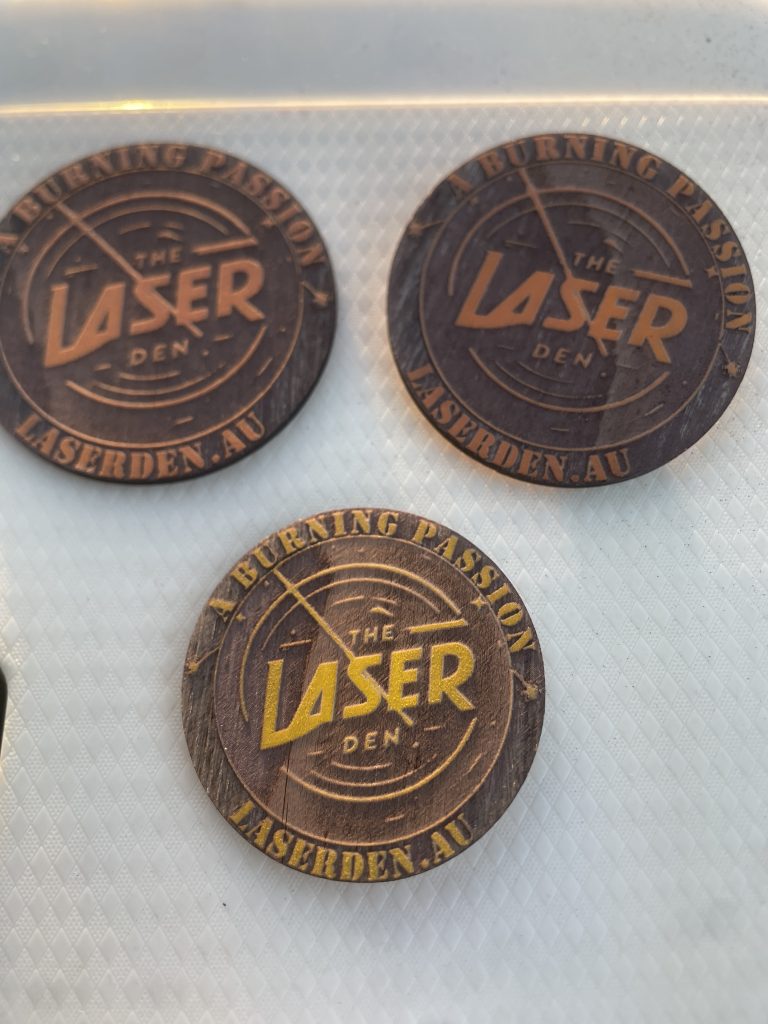 A BURNING PASSION
THE
LASER
DEN
LASERDEN.AU
A BURNING PASSION
THE
LASER
DEN
LASERDEN.AU
A BURNING PASSION
THE
LASER
DEN
LASERDEN.AU